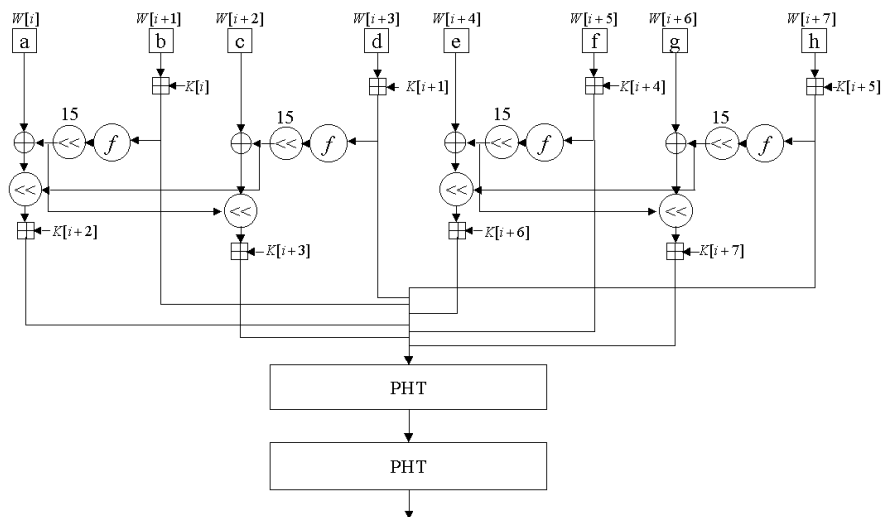 W[i] W[i+1] W[i+2] W[i+3] W[i+4] W[i+5] W[i+6] W[i+7]
a b c d e f g h
K[i] K[i+1] K[i+4] K[i+5]
15 15 15 15
<< f << f << f << f
<< <<
<< <<
K[i+2] K[i+6]
K[i+3] K[i+7]
PHT
PHT